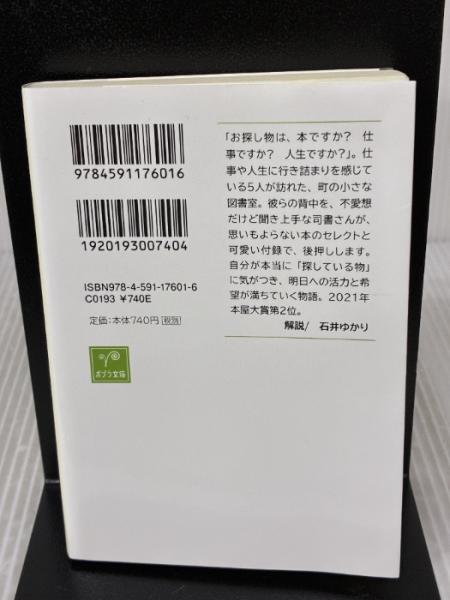 9784591176016
1920193007404
ISBN978-4-591-17601-6
C0193 ¥740E
定価:本体740円(税別)
ポプラ文庫
「お探し物は、本ですか? 仕
事ですか? 人生ですか?」。仕
事や人生に行き詰まりを感じて
いる5人が訪れた、町の小さな
図書室。彼らの背中を、不愛想
だけど聞き上手な司書さんが、
思いもよらない本のセレクトと
可愛い付録で、後押しします。
自分が本当に「探している物」
に気がつき、明日への活力と希
望が満ちていく物語。2021年
本屋大賞第2位。
解説/ 石井ゆかり